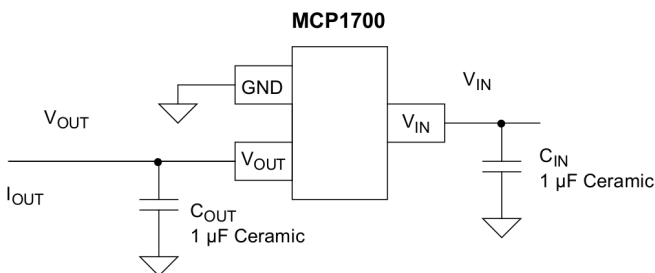 MCP1700
GND
V_IN
V_OUT
V_IN
V_OUT
C_IN
1 µF Ceramic
I_OUT
C_OUT
1 µF Ceramic